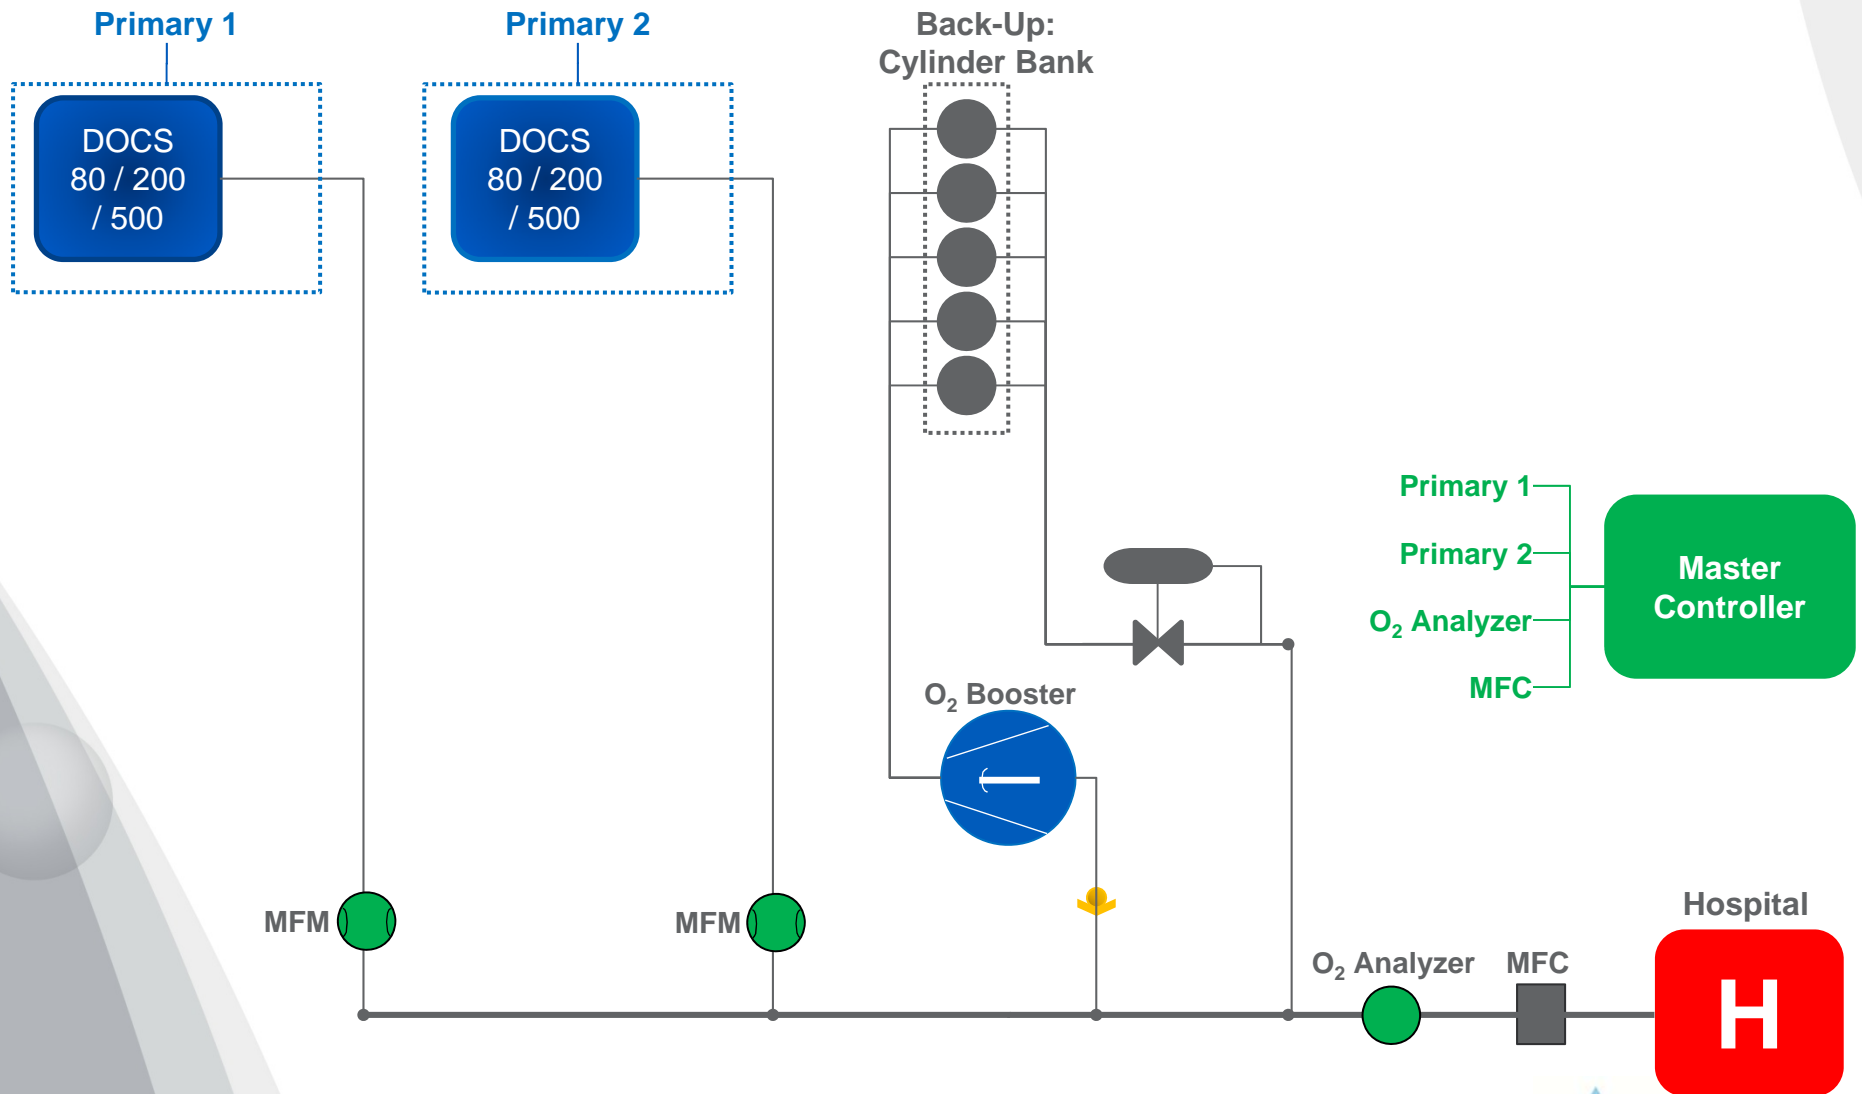 Primary 1
Primary 2
Back-Up:
Cylinder Bank
DOCS
80 / 200
/ 500
DOCS
80 / 200
/ 500
Primary 1
Primary 2
O₂ Analyzer
MFC
Master
Controller
O₂ Booster
MFM
MFM
O₂ Analyzer
MFC
Hospital
H